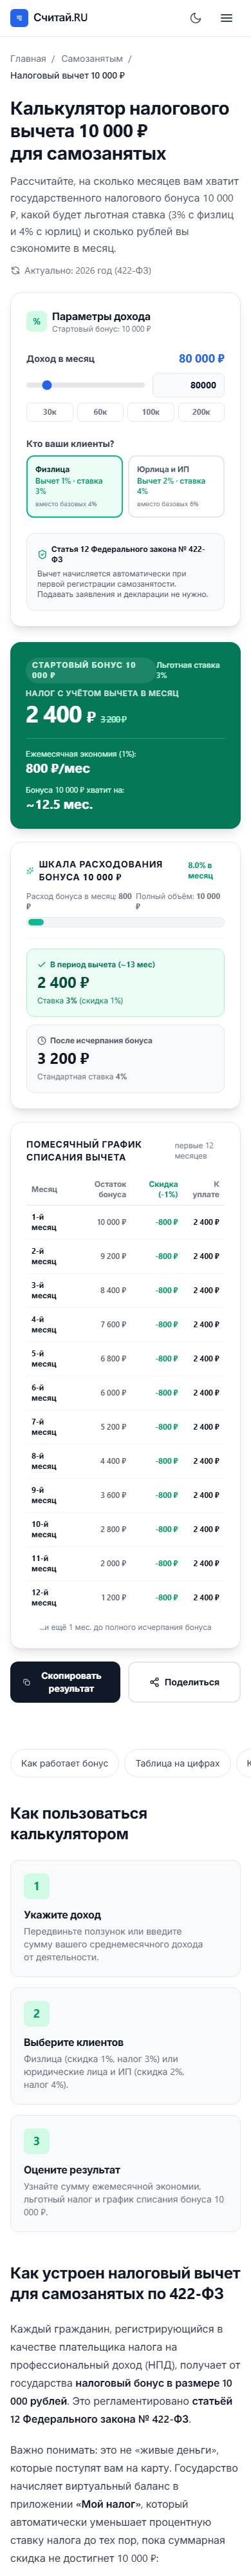 Считай.RU
Главная / Самозанятым /
Налоговый вычет 10 000 ₽
Калькулятор налогового
вычета 10 000 ₽
для самозанятых
Рассчитайте, на сколько месяцев вам хватит
государственного налогового бонуса 10 000
₽, какой будет льготная ставка (3% с физлиц
и 4% с юрлиц) и сколько рублей вы
сэкономите в месяц.
Актуально: 2026 год (422-ФЗ)
%
Параметры дохода
Стартовый бонус: 10 000 ₽
Доход в месяц 80 000 ₽
80000
30к 60к 100к 200к
Кто ваши клиенты?
Физлица
Вычет 1% · ставка
3%
вместо базовых 4%
Юрлица и ИП
Вычет 2% · ставка
4%
вместо базовых 6%
Статья 12 Федерального закона № 422-
ФЗ
Вычет начисляется автоматически при
первой регистрации самозанятости.
Подавать заявления и декларации не нужно.
СТАРТОВЫЙ БОНУС 10
000 ₽
Льготная ставка
3%
НАЛОГ С УЧЁТОМ ВЫЧЕТА В МЕСЯЦ
2 400 ₽ 3 200 ₽
Ежемесячная экономия (1%):
800 ₽/мес
Бонуса 10 000 ₽ хватит на:
~12.5 мес.
ШКАЛА РАСХОДОВАНИЯ
БОНУСА 10 000 ₽
8.0% в
месяц
Расход бонуса в месяц: 800
₽
Полный объём: 10 000
₽
В период вычета (~13 мес)
2 400 ₽
Ставка 3% (скидка 1%)
После исчерпания бонуса
3 200 ₽
Стандартная ставка 4%
ПОМЕСЯЧНЫЙ ГРАФИК
СПИСАНИЯ ВЫЧЕТА
первые 12
месяцев
Месяц Остаток бонуса Скидка (-1%) К уплате
1-й месяц 10 000 ₽ -800 ₽ 2 400 ₽
2-й месяц 9 200 ₽ -800 ₽ 2 400 ₽
3-й месяц 8 400 ₽ -800 ₽ 2 400 ₽
4-й месяц 7 600 ₽ -800 ₽ 2 400 ₽
5-й месяц 6 800 ₽ -800 ₽ 2 400 ₽
6-й месяц 6 000 ₽ -800 ₽ 2 400 ₽
7-й месяц 5 200 ₽ -800 ₽ 2 400 ₽
8-й месяц 4 400 ₽ -800 ₽ 2 400 ₽
9-й месяц 3 600 ₽ -800 ₽ 2 400 ₽
10-й месяц 2 800 ₽ -800 ₽ 2 400 ₽
11-й месяц 2 000 ₽ -800 ₽ 2 400 ₽
12-й месяц 1 200 ₽ -800 ₽ 2 400 ₽
...и ещё 1 мес. до полного исчерпания бонуса
Скопировать
результат
Поделиться
Как работает бонус Таблица на цифрах
Как пользоваться
калькулятором
1
Укажите доход
Передвиньте ползунок или введите
сумму вашего среднемесячного дохода
от деятельности.
2
Выберите клиентов
Физлица (скидка 1%, налог 3%) или
юридические лица и ИП (скидка 2%,
налог 4%).
3
Оцените результат
Узнайте сумму ежемесячной экономии,
льготный налог и график списания бонуса 10
000 ₽.
Как устроен налоговый вычет
для самозанятых по 422-ФЗ
Каждый гражданин, регистрирующийся в
качестве плательщика налога на
профессиональный доход (НПД), получает от
государства налоговый бонус в размере 10
000 рублей. Это регламентировано статьёй
12 Федерального закона № 422-ФЗ.
Важно понимать: это не «живые деньги»,
которые поступят вам на карту. Государство
начисляет виртуальный баланс в
приложении «Мой налог», который
автоматически уменьшает процентную
ставку налога до тех пор, пока суммарная
скидка не достигнет 10 000 ₽: